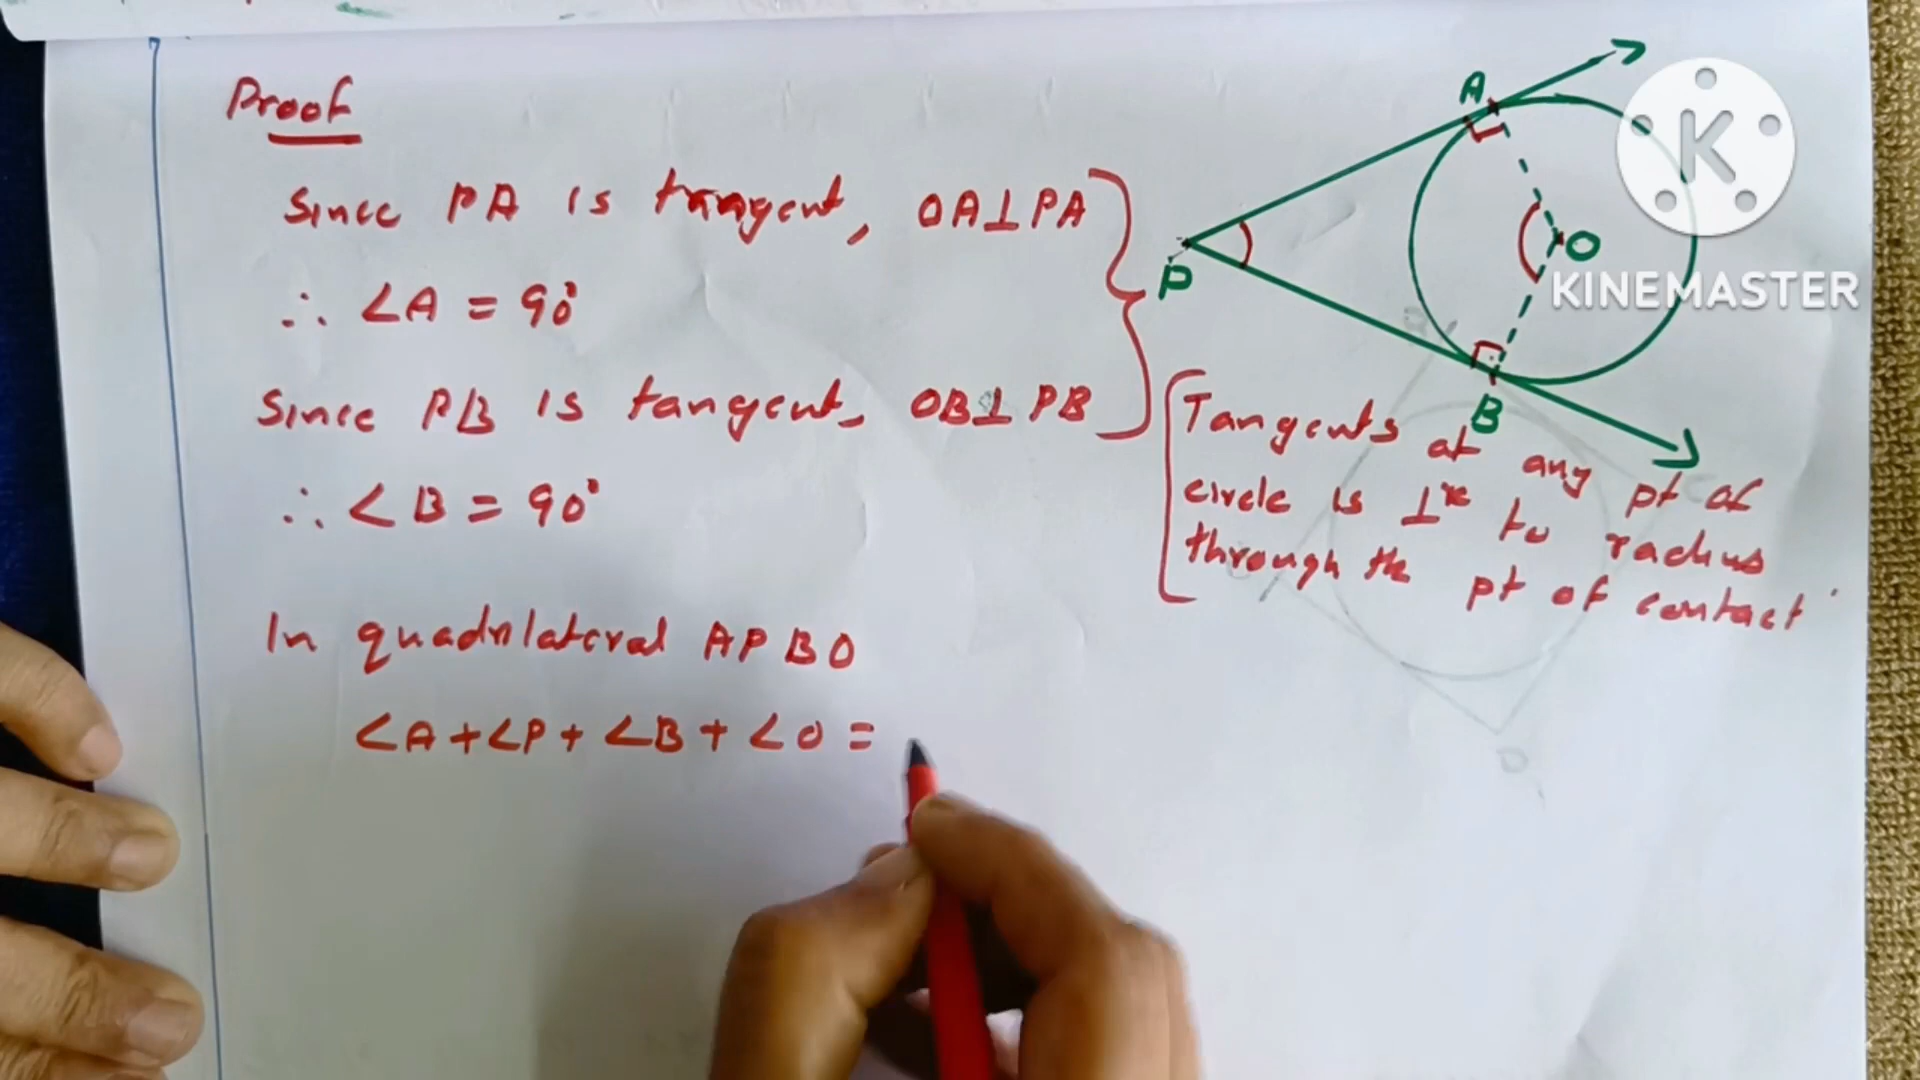 Proof
Since PA is tangent, OA⊥PA
∴ ∠A = 90°
Since PB is tangent, OB⊥PB
∴ ∠B = 90°
In quadrilateral APBO
∠A+∠P+∠B+∠O =
A
P
O
B
K
KINEMASTER
Tangents at any pt of
circle is ⊥re to radius
through the pt of contact